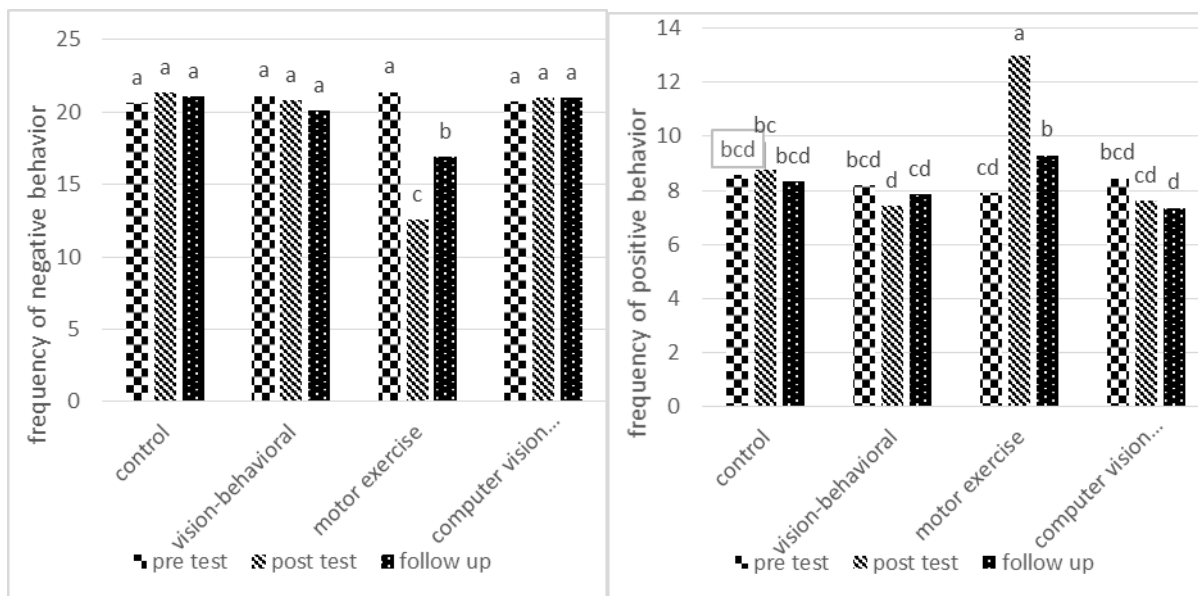 frequency of negative behavior
25
20
15
10
5
0
a a a
a a a
a c b
a a a
control
vision-behavioral
motor exercise
computer vision...
pre test post test follow up
frequency of positive behavior
14
12
10
8
6
4
2
0
bcd bc bcd
bcd d cd
cd a b
bcd cd d
control
vision-behavioral
motor exercise
computer vision...
pre test post test follow up